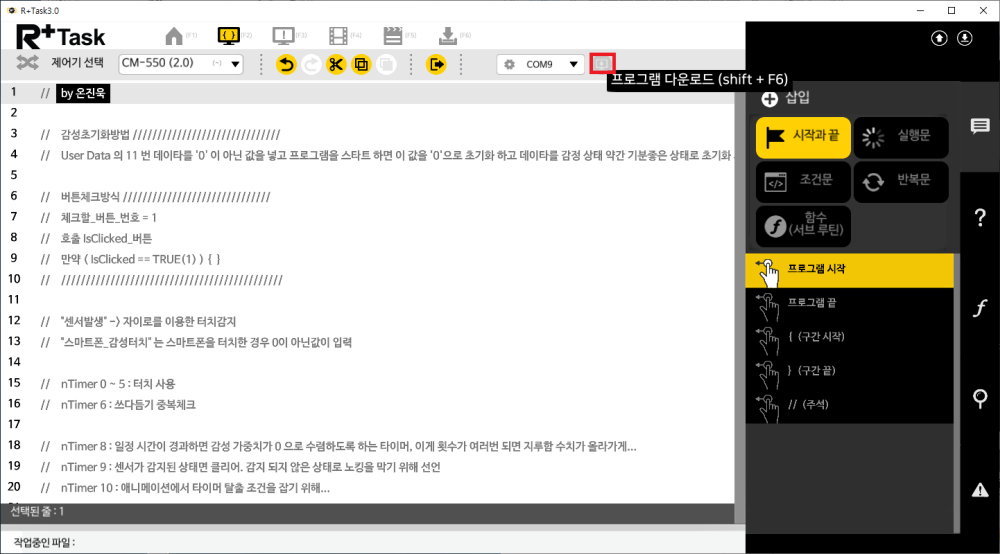 R+Task3.0
R+Task
(F1)
(F2)
(F3)
(F4)
(F5)
(F6)
제어기 선택
CM-550 (2.0)
COM9
프로그램 다운로드 (shift + F6)
1 // by 온진욱
2
3 // 감성초기화방법 //////////////////////////////
4 // User Data 의 11 번 데이타를 '0' 이 아닌 값을 넣고 프로그램을 스타트 하면 이 값을 '0'으로 초기화 하고 데이타를 감정 상태 약간 기분좋은 상태로 초기화
5
6 // 버튼체크방식 //////////////////////////////
7 // 체크할_버튼_번호 = 1
8 // 호출 IsClicked_버튼
9 // 만약 ( IsClicked == TRUE(1) ) { }
10 // /////////////////////////////////////////////
11
12 // "센서발생" -> 자이로를 이용한 터치감지
13 // "스마트폰_감성터치" 는 스마트폰을 터치한 경우 0이 아닌값이 입력
14
15 // nTimer 0 ~ 5 : 터치 사용
16 // nTimer 6 : 쓰다듬기 중복체크
17
18 // nTimer 8 : 일정 시간이 경과하면 감성 가중치가 0 으로 수렴하도록 하는 타이머, 이게 횟수가 여러번 되면 지루함 수치가 올라가게...
19 // nTimer 9 : 센서가 감지된 상태면 클리어. 감지 되지 않은 상태로 노킹을 막기 위해 선언
20 // nTimer 10 : 애니메이션에서 타이머 탈출 조건을 잡기 위해...
선택된 줄 : 1
작업중인 파일 :
삽입
시작과 끝
실행문
조건문
반복문
함수
(서브 루틴)
프로그램 시작
프로그램 끝
{ (구간 시작)
} (구간 끝)
// (주석)